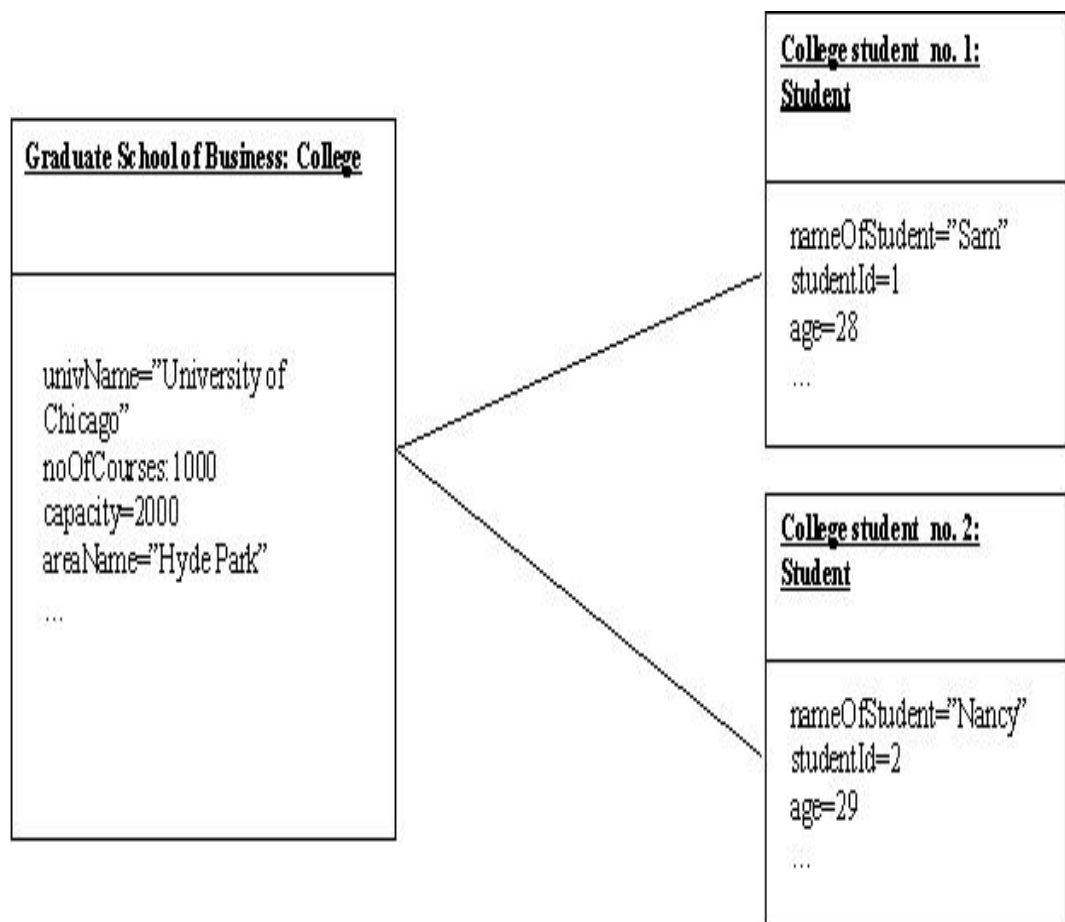 Graduate School of Business: College
univName=”University of
Chicago”
noOfCourses:1000
capacity=2000
areaName=”Hyde Park”
...
College student no. 1:
Student
nameOfStudent=”Sam”
studentId=1
age=28
...
College student no. 2:
Student
nameOfStudent=”Nancy”
studentId=2
age=29
...